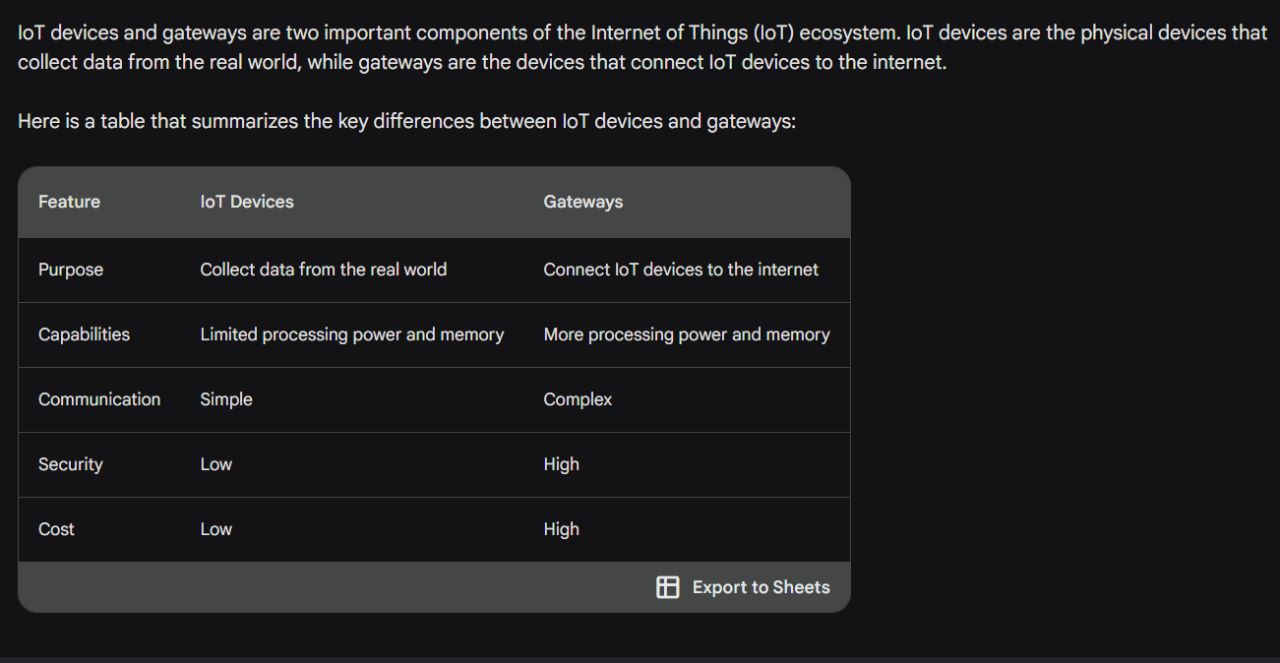 IoT devices and gateways are two important components of the Internet of Things (IoT) ecosystem. IoT devices are the physical devices that
collect data from the real world, while gateways are the devices that connect IoT devices to the internet.
Here is a table that summarizes the key differences between IoT devices and gateways:
Feature IoT Devices Gateways
Purpose Collect data from the real world Connect IoT devices to the internet
Capabilities Limited processing power and memory More processing power and memory
Communication Simple Complex
Security Low High
Cost Low High
Export to Sheets